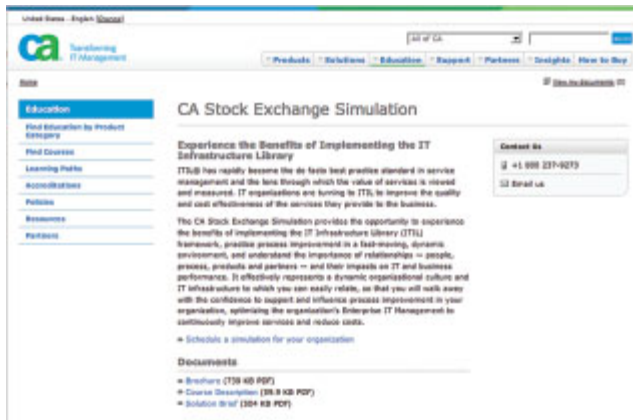 United States - English [Change]
ca
Transforming
IT Management
All of CA
Products Solutions Education Support Partners Insights How to Buy
Home
View my documents
Education
CA Stock Exchange Simulation
Find Education by Product
Category
Find Courses
Learning Paths
Accreditations
Policies
Resources
Partners
Experience the Benefits of Implementing the IT
Infrastructure Library
ITIL® has rapidly become the de facto best practice standard in service
management and the lens through which the value of services is viewed
and measured. IT organizations are turning to ITIL to improve the quality
and cost effectiveness of the services they provide to the business.
The CA Stock Exchange Simulation provides the opportunity to experience
the benefits of implementing the IT Infrastructure Library (ITIL)
framework, practice process improvement in a fast-moving, dynamic
environment, and understand the importance of relationships — people,
process, products and partners — and their impacts on IT and business
performance. It effectively represents a dynamic organizational culture and
IT infrastructure to which you can easily relate, so that you will walk away
with the confidence to support and influence process improvement in your
organization, optimizing the organization's Enterprise IT Management to
continuously improve services and reduce costs.
Schedule a simulation for your organization
Documents
Brochure (739 KB PDF)
Course Description (KB PDF)
Solution Brief (304 KB PDF)
Contact Us
Email us